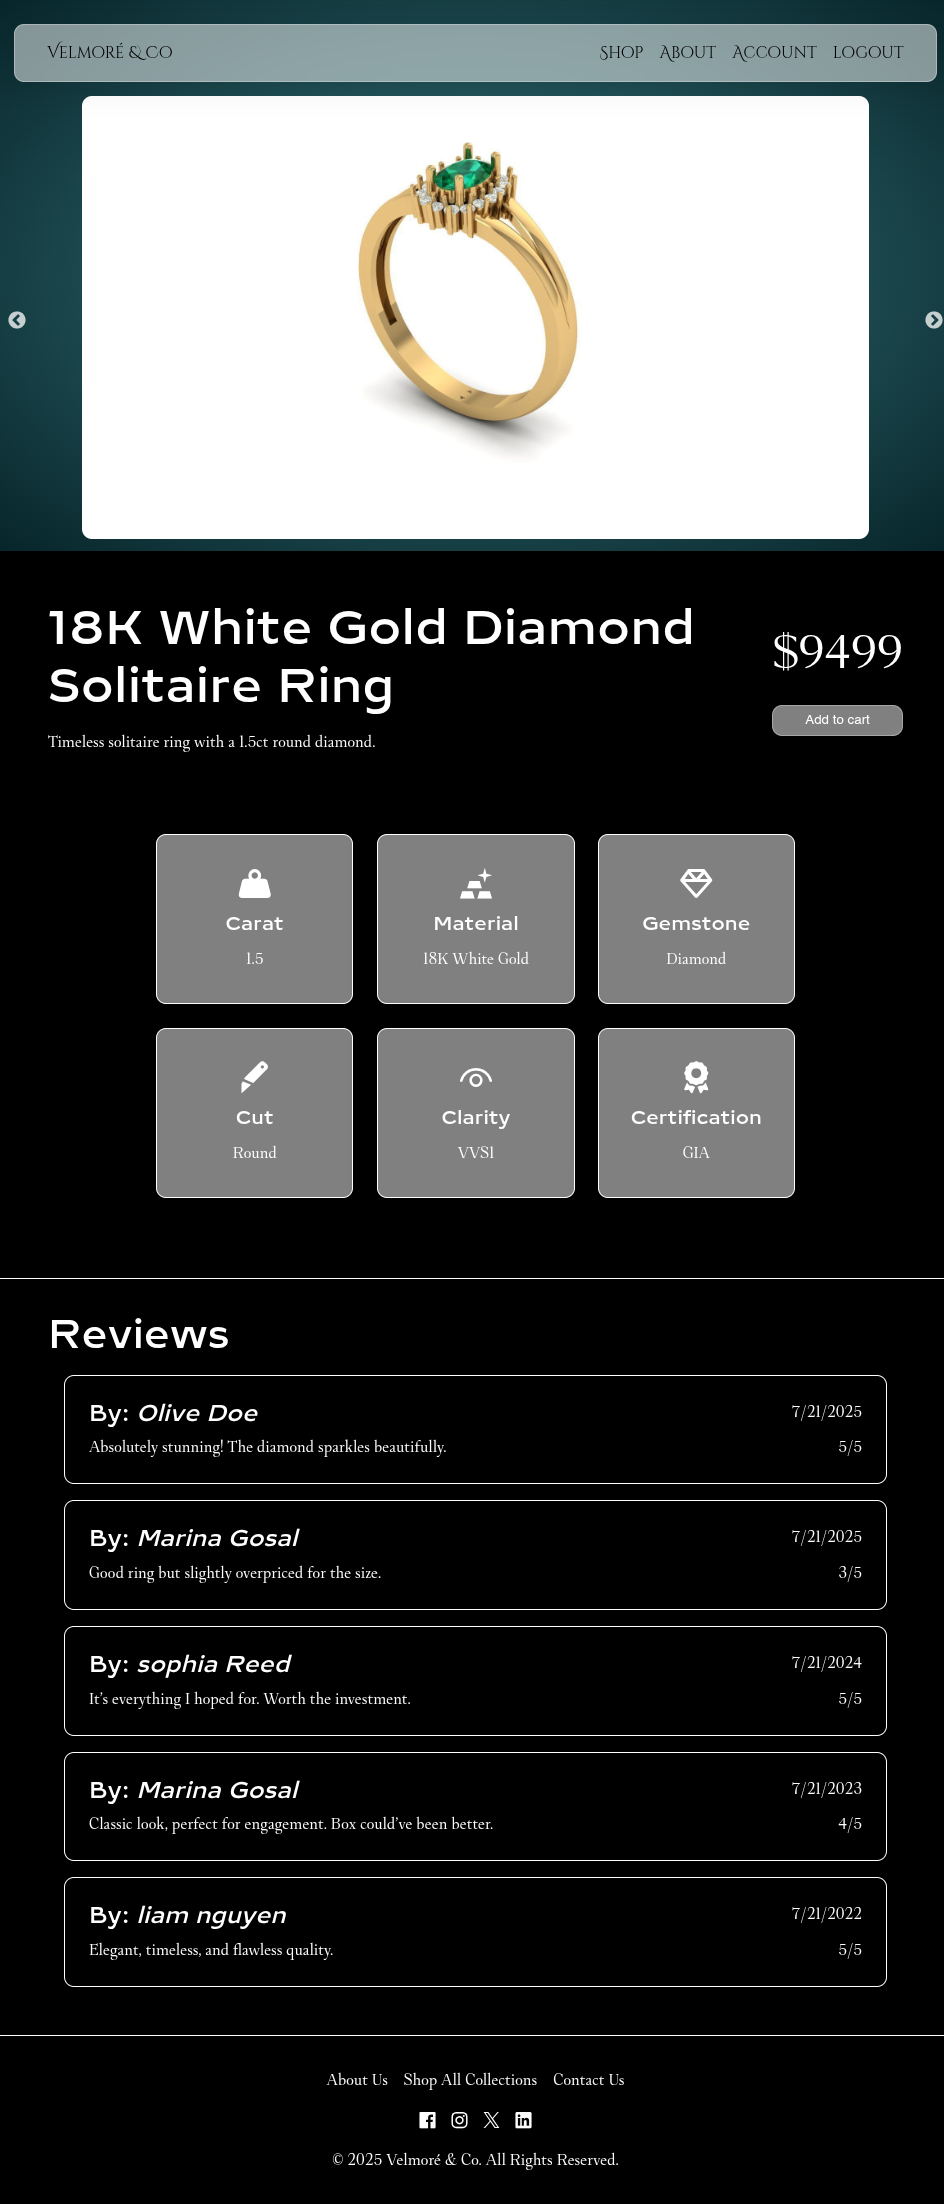 Velmoré & Co
Shop About Account Logout
18K White Gold Diamond
Solitaire Ring
$9499
Add to cart
Timeless solitaire ring with a 1.5ct round diamond.
Carat Material Gemstone
1.5 18K White Gold Diamond
Cut Clarity Certification
Round VVS1 GIA
Reviews
By: Olive Doe 7/21/2025
Absolutely stunning! The diamond sparkles beautifully. 5/5
By: Marina Gosal 7/21/2025
Good ring but slightly overpriced for the size. 3/5
By: sophia Reed 7/21/2024
It's everything I hoped for. Worth the investment. 5/5
By: Marina Gosal 7/21/2023
Classic look, perfect for engagement. Box could've been better. 4/5
By: liam nguyen 7/21/2022
Elegant, timeless, and flawless quality. 5/5
About Us Shop All Collections Contact Us
© 2025 Velmoré & Co. All Rights Reserved.